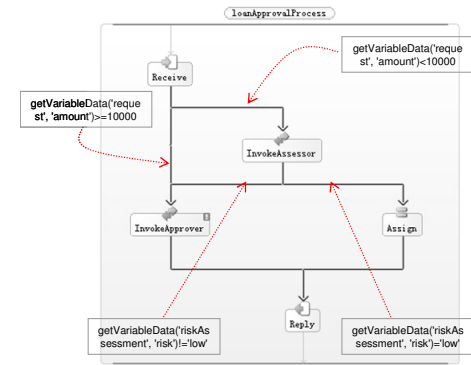 loanApprovalProcess
getVariableData('reque
st', 'amount')<10000
Receive
getVariableData('reque
st', 'amount')>=10000
InvokeAssessor
InvokeApprover
Assign
Reply
getVariableData('riskAs
sessment', 'risk')!='low'
getVariableData('riskAs
sessment', 'risk')='low'